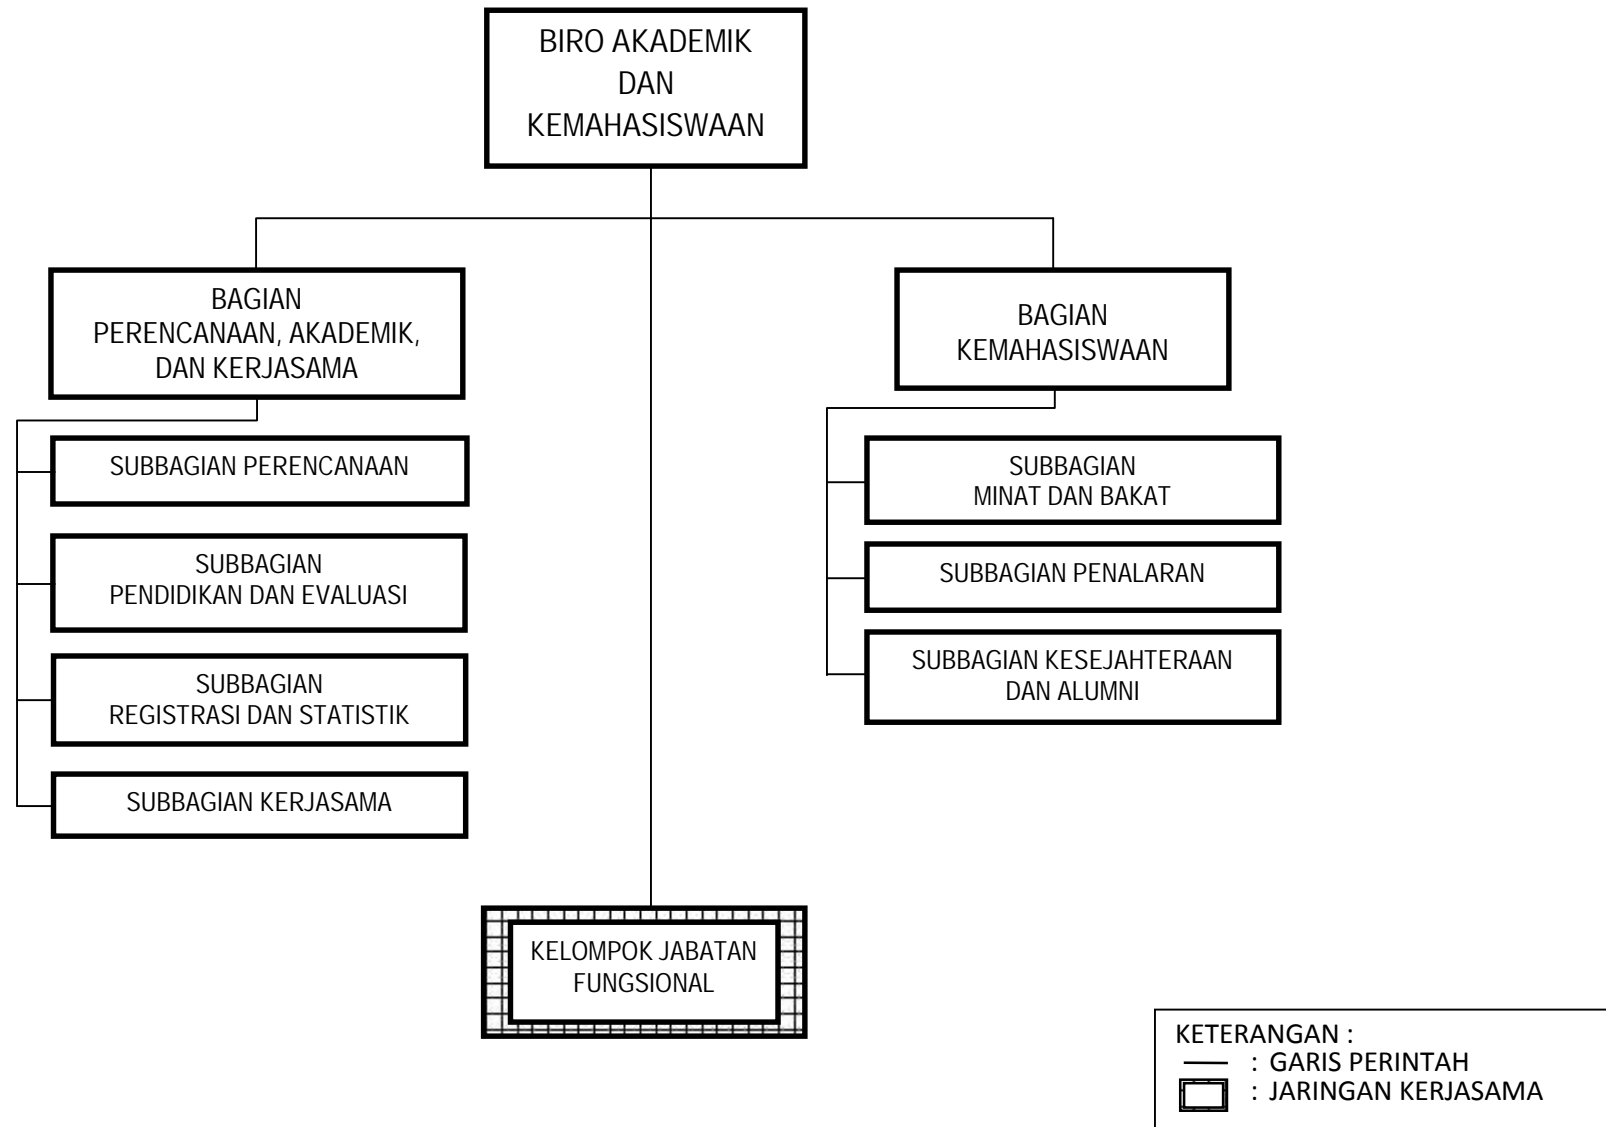 BIRO AKADEMIK
DAN
KEMAHASISWAAN
BAGIAN
PERENCANAAN, AKADEMIK,
DAN KERJASAMA
SUBBAGIAN PERENCANAAN
SUBBAGIAN
PENDIDIKAN DAN EVALUASI
SUBBAGIAN
REGISTRASI DAN STATISTIK
SUBBAGIAN KERJASAMA
BAGIAN
KEMAHASISWAAN
SUBBAGIAN
MINAT DAN BAKAT
SUBBAGIAN PENALARAN
SUBBAGIAN KESEJAHTERAAN
DAN ALUMNI
KELOMPOK JABATAN
FUNGSIONAL
KETERANGAN :
: GARIS PERINTAH
: JARINGAN KERJASAMA